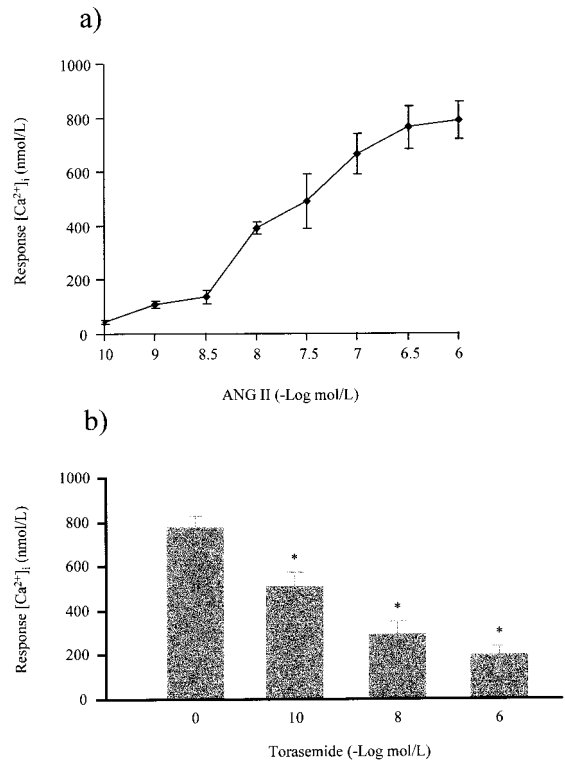 a)
1000
800
600
400
200
0
Response [Ca²⁺]ᵢ (nmol/L)
10 9 8.5 8 7.5 7 6.5 6
ANG II (-Log mol/L)
b)
1000
800
600
400
200
0
Response [Ca²⁺]ᵢ (nmol/L)
* * *
0 10 8 6
Torasemide (-Log mol/L)